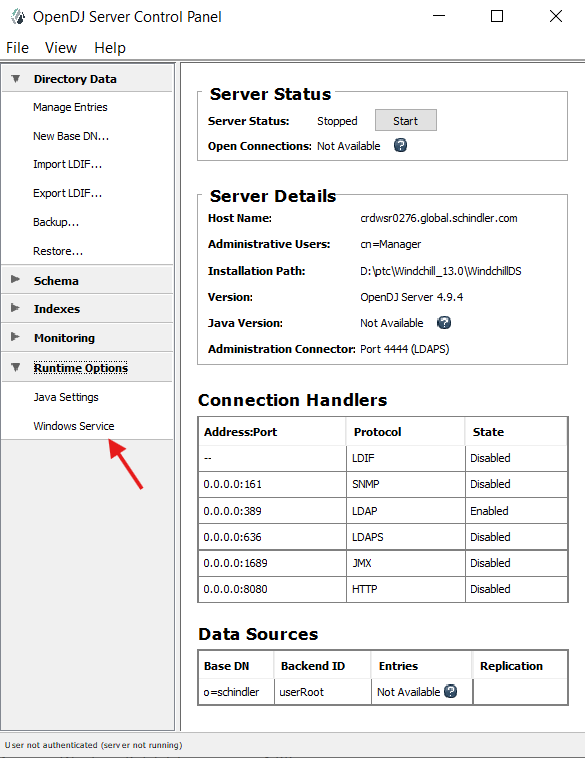 OpenDJ Server Control Panel
File View Help
Directory Data
Manage Entries
New Base DN...
Import LDIF...
Export LDIF...
Backup...
Restore...
Schema
Indexes
Monitoring
Runtime Options
Java Settings
Windows Service
Server Status
Server Status: Stopped Start
Open Connections: Not Available ?
Server Details
Host Name: crdwsr0276.global.schindler.com
Administrative Users: cn=Manager
Installation Path: D:\ptc\Windchill_13.0\WindchillDS
Version: OpenDJ Server 4.9.4
Java Version: Not Available ?
Administration Connector: Port 4444 (LDAPS)
Connection Handlers
Address:Port Protocol State
-- LDIF Disabled
0.0.0.0:161 SNMP Disabled
0.0.0.0:389 LDAP Enabled
0.0.0.0:636 LDAPS Disabled
0.0.0.0:1689 JMX Disabled
0.0.0.0:8080 HTTP Disabled
Data Sources
Base DN Backend ID Entries Replication
o=schindler userRoot Not Available ?
User not authenticated (server not running)